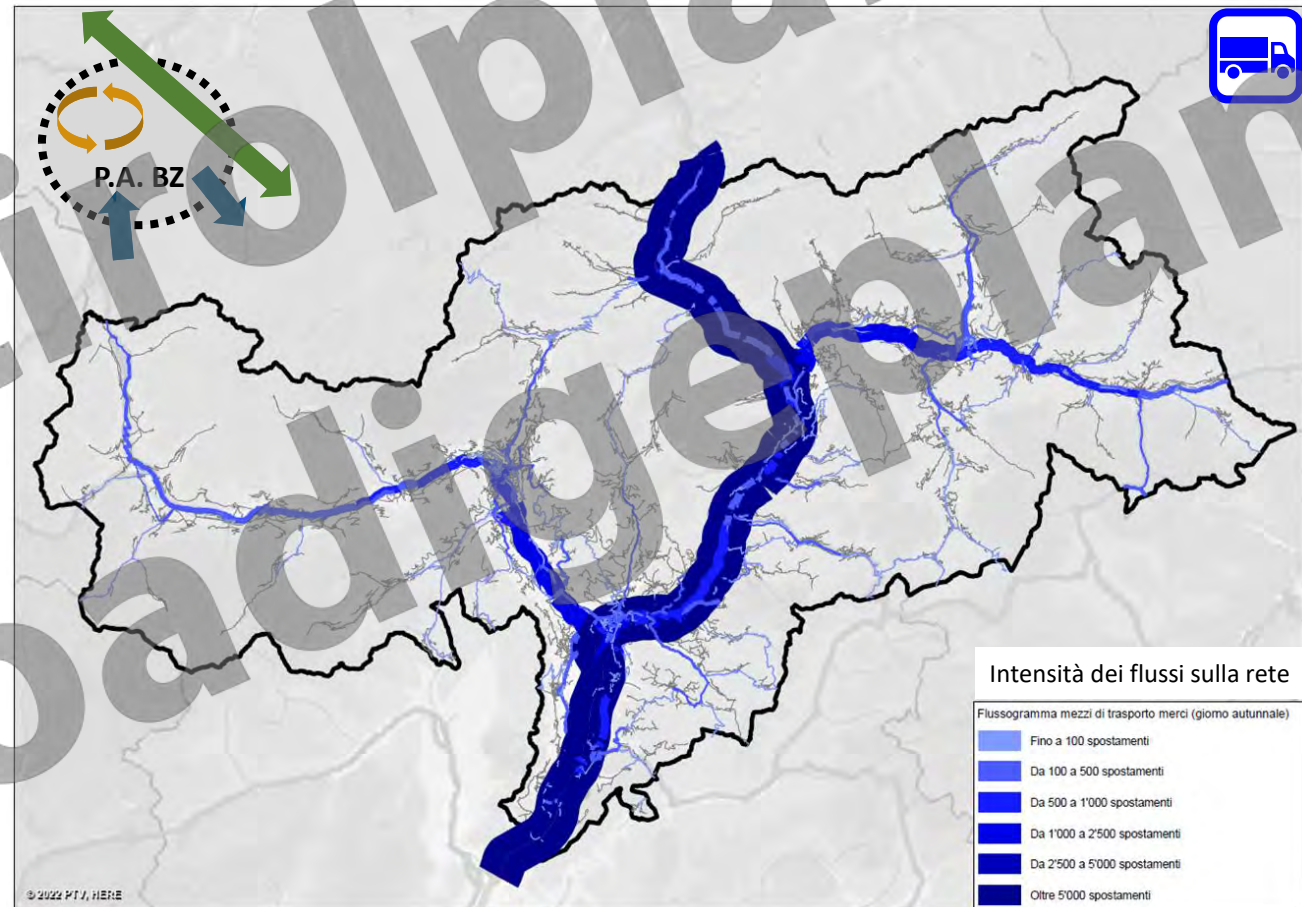 P.A. BZ
Intensità dei flussi sulla rete
Flussogramma mezzi di trasporto merci (giorno autunnale)
Fino a 100 spostamenti
Da 100 a 500 spostamenti
Da 500 a 1'000 spostamenti
Da 1'000 a 2'500 spostamenti
Da 2'500 a 5'000 spostamenti
Oltre 5'000 spostamenti
© 2022 PTV, HERE